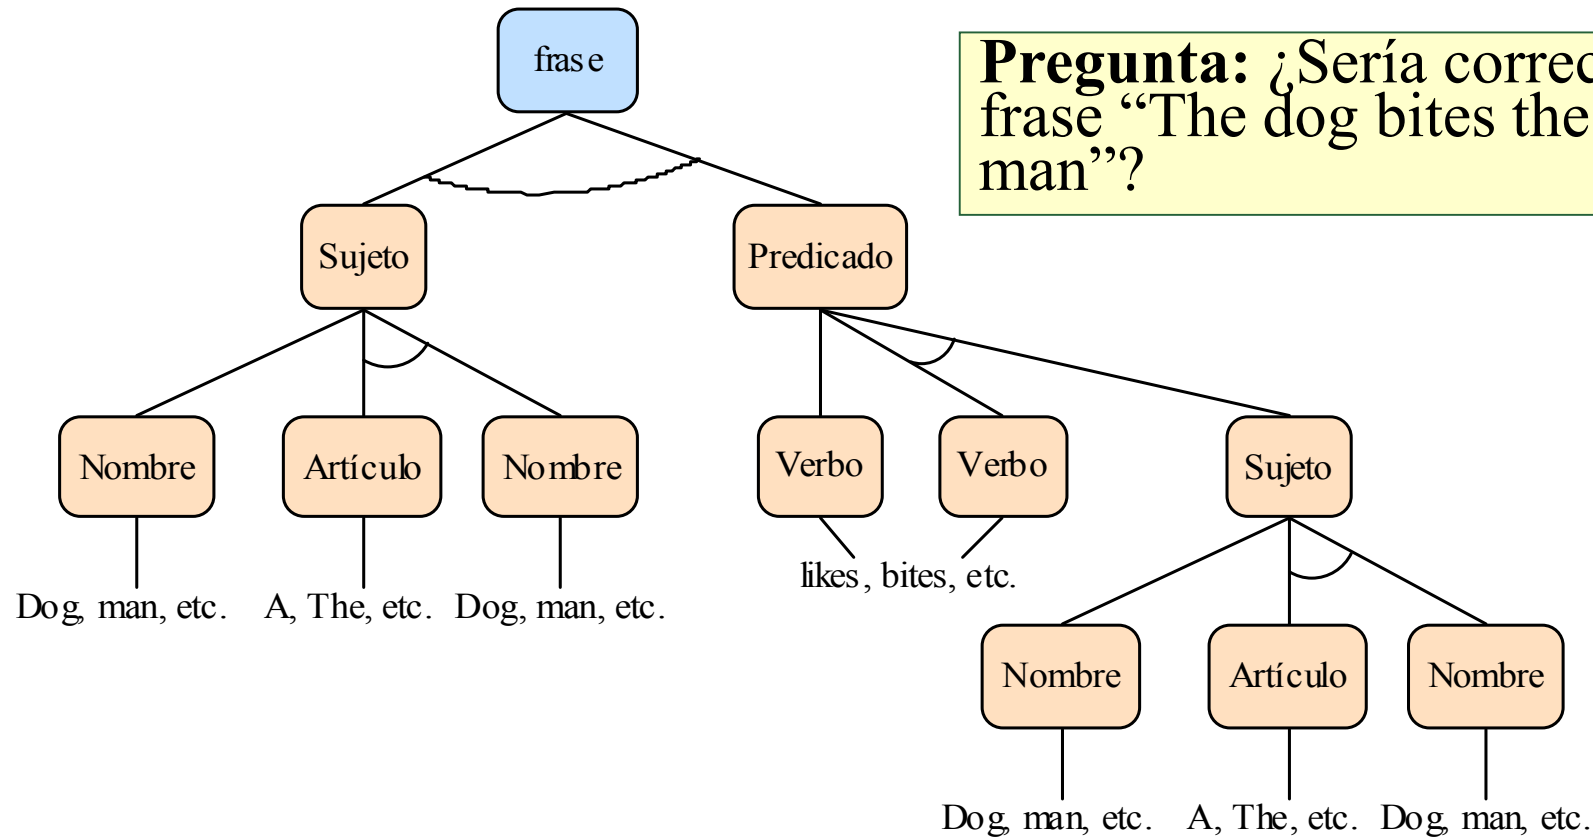 frase
Pregunta: ¿Sería correc
frase “The dog bites the
man”?
Sujeto
Predicado
Nombre
Artículo
Nombre
Verbo
Verbo
Sujeto
Dog, man, etc.
A, The, etc.
Dog, man, etc.
likes, bites, etc.
Nombre
Artículo
Nombre
Dog, man, etc.
A, The, etc.
Dog, man, etc.